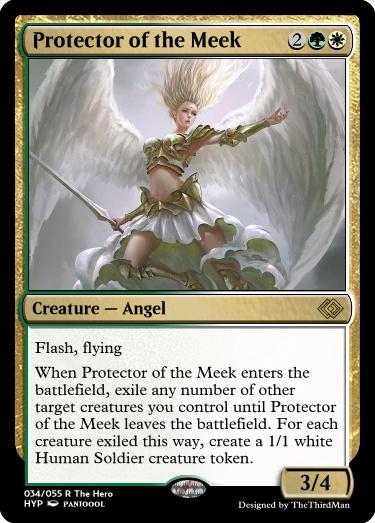 Protector of the Meek 2
Creature — Angel
Flash, flying
When Protector of the Meek enters the
battlefield, exile any number of other
target creatures you control until Protector
of the Meek leaves the battlefield. For each
creature exiled this way, create a 1/1 white
Human Soldier creature token.
3/4
034/055 R The Hero
HYP PANTOOOL
Designed by TheThirdMan